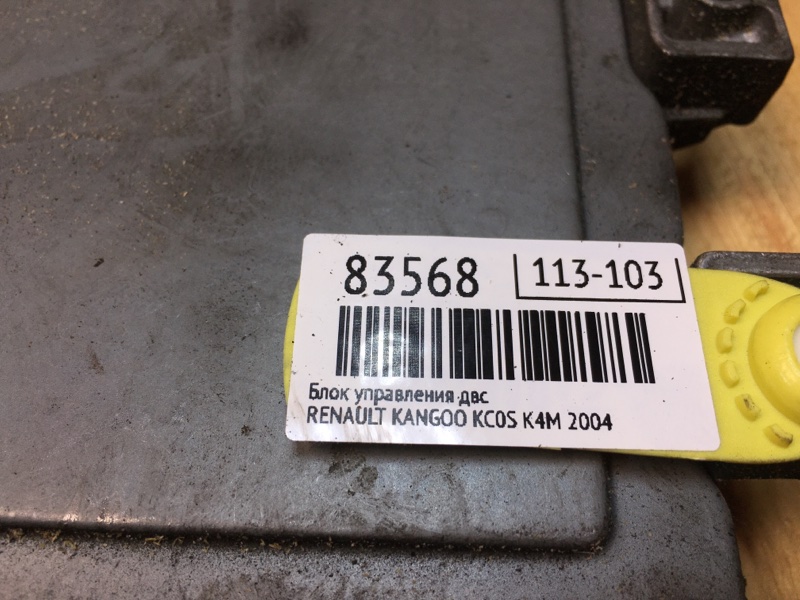 83568
113-103
Блок управления двс
RENAULT KANGOO KC0S K4M 2004